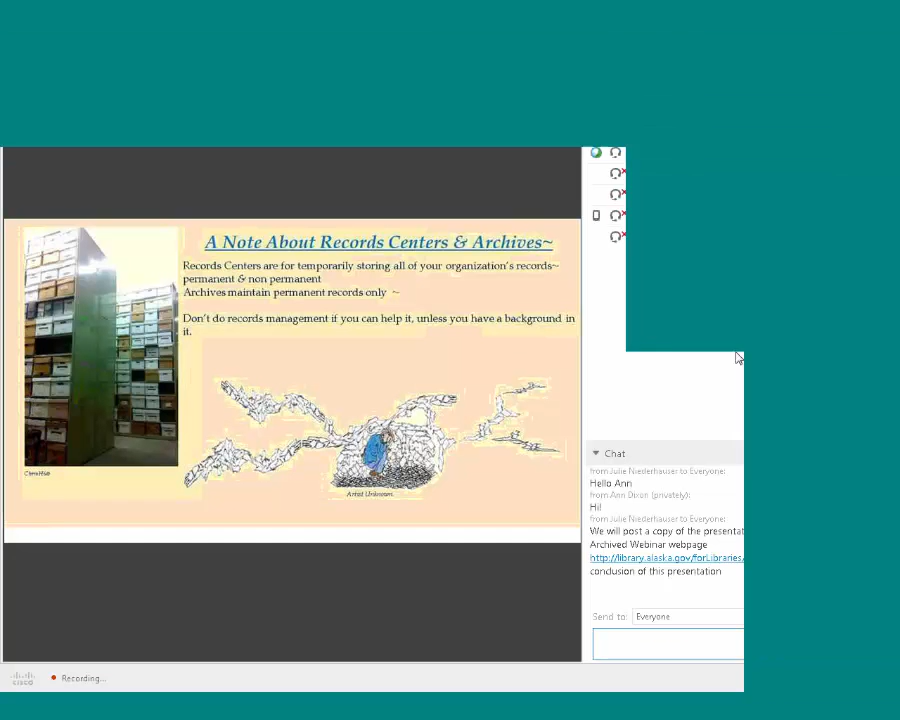 A Note About Records Centers & Archives~
Records Centers are for temporarily storing all of your organization's records~
permanent & non permanent
Archives maintain permanent records only ~
Don't do records management if you can help it, unless you have a background in
it.
Artist Unknown
Chat
from Julie Niederhauser to Everyone:
Hello Ann
from Ann Dixon (privately):
Hi!
from Julie Niederhauser to Everyone:
We will post a copy of the presentat
Archived Webinar webpage
http://library.alaska.gov/forLibraries/
conclusion of this presentation
Send to: Everyone
cisco
Recording...